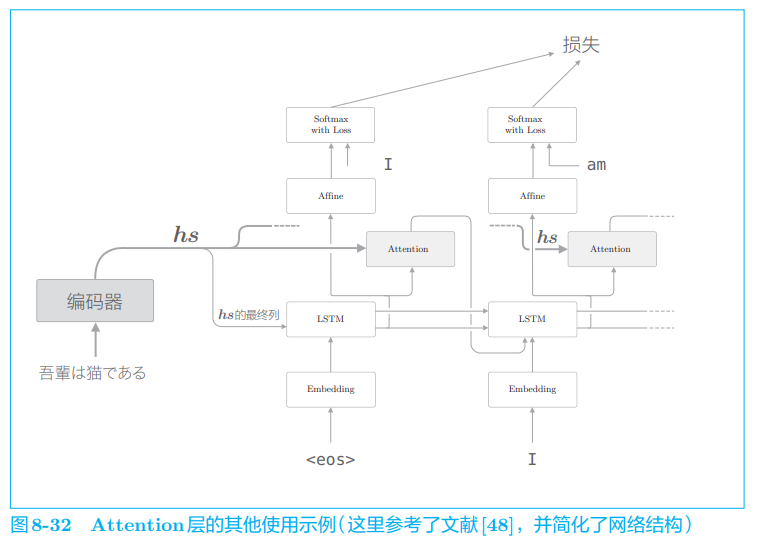 损失
Softmax
with Loss
Softmax
with Loss
I
am
Affine
Affine
hs
hs
Attention
Attention
编码器
hs的最终列
LSTM
LSTM
吾輩は猫である
Embedding
Embedding
<eos>
I
图8-32 Attention层的其他使用示例(这里参考了文献[48]，并简化了网络结构)